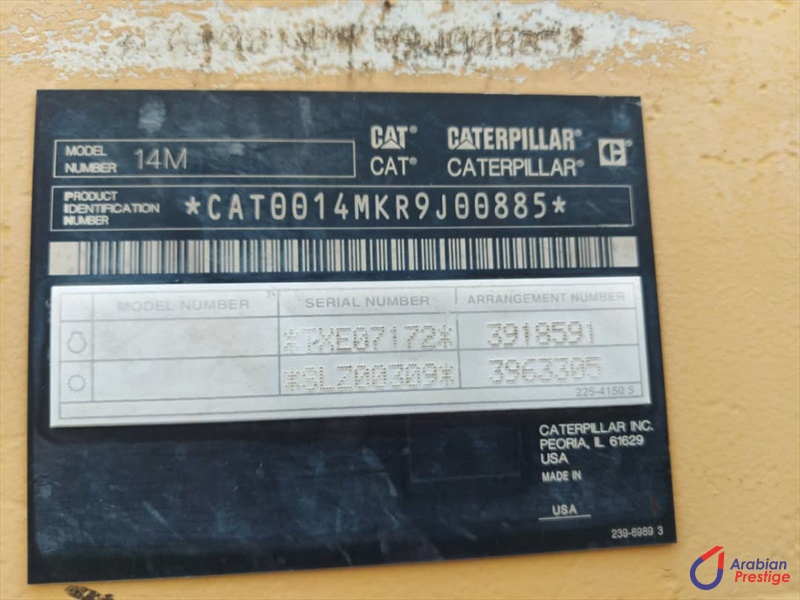 MODEL NUMBER 14M
CAT® CATERPILLAR®
CAT® CATERPILLAR®
PRODUCT IDENTIFICATION NUMBER *CAT0014MKR9J00885*
MODEL NUMBER SERIAL NUMBER ARRANGEMENT NUMBER
*TXE07172* 3918591
*SLZ00309* 3963305
225-4150 5
CATERPILLAR INC.
PEORIA, IL 61629
USA
MADE IN
USA
239-6989 3
Arabian
Prestige